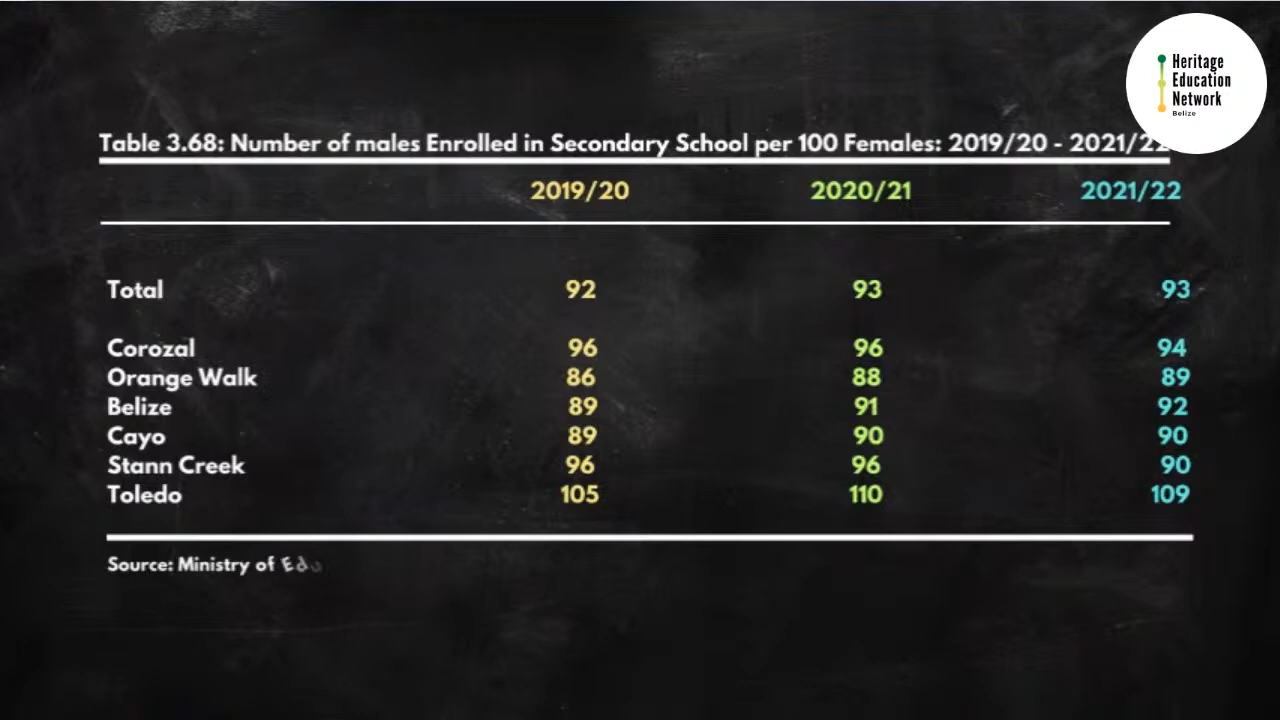 Heritage
Education
Network
Belize
Table 3.68: Number of males Enrolled in Secondary School per 100 Females: 2019/20 - 2021/22
2019/20 2020/21 2021/22
Total 92 93 93
Corozal 96 96 94
Orange Walk 86 88 89
Belize 89 91 92
Cayo 89 90 90
Stann Creek 96 96 90
Toledo 105 110 109
Source: Ministry of Edu